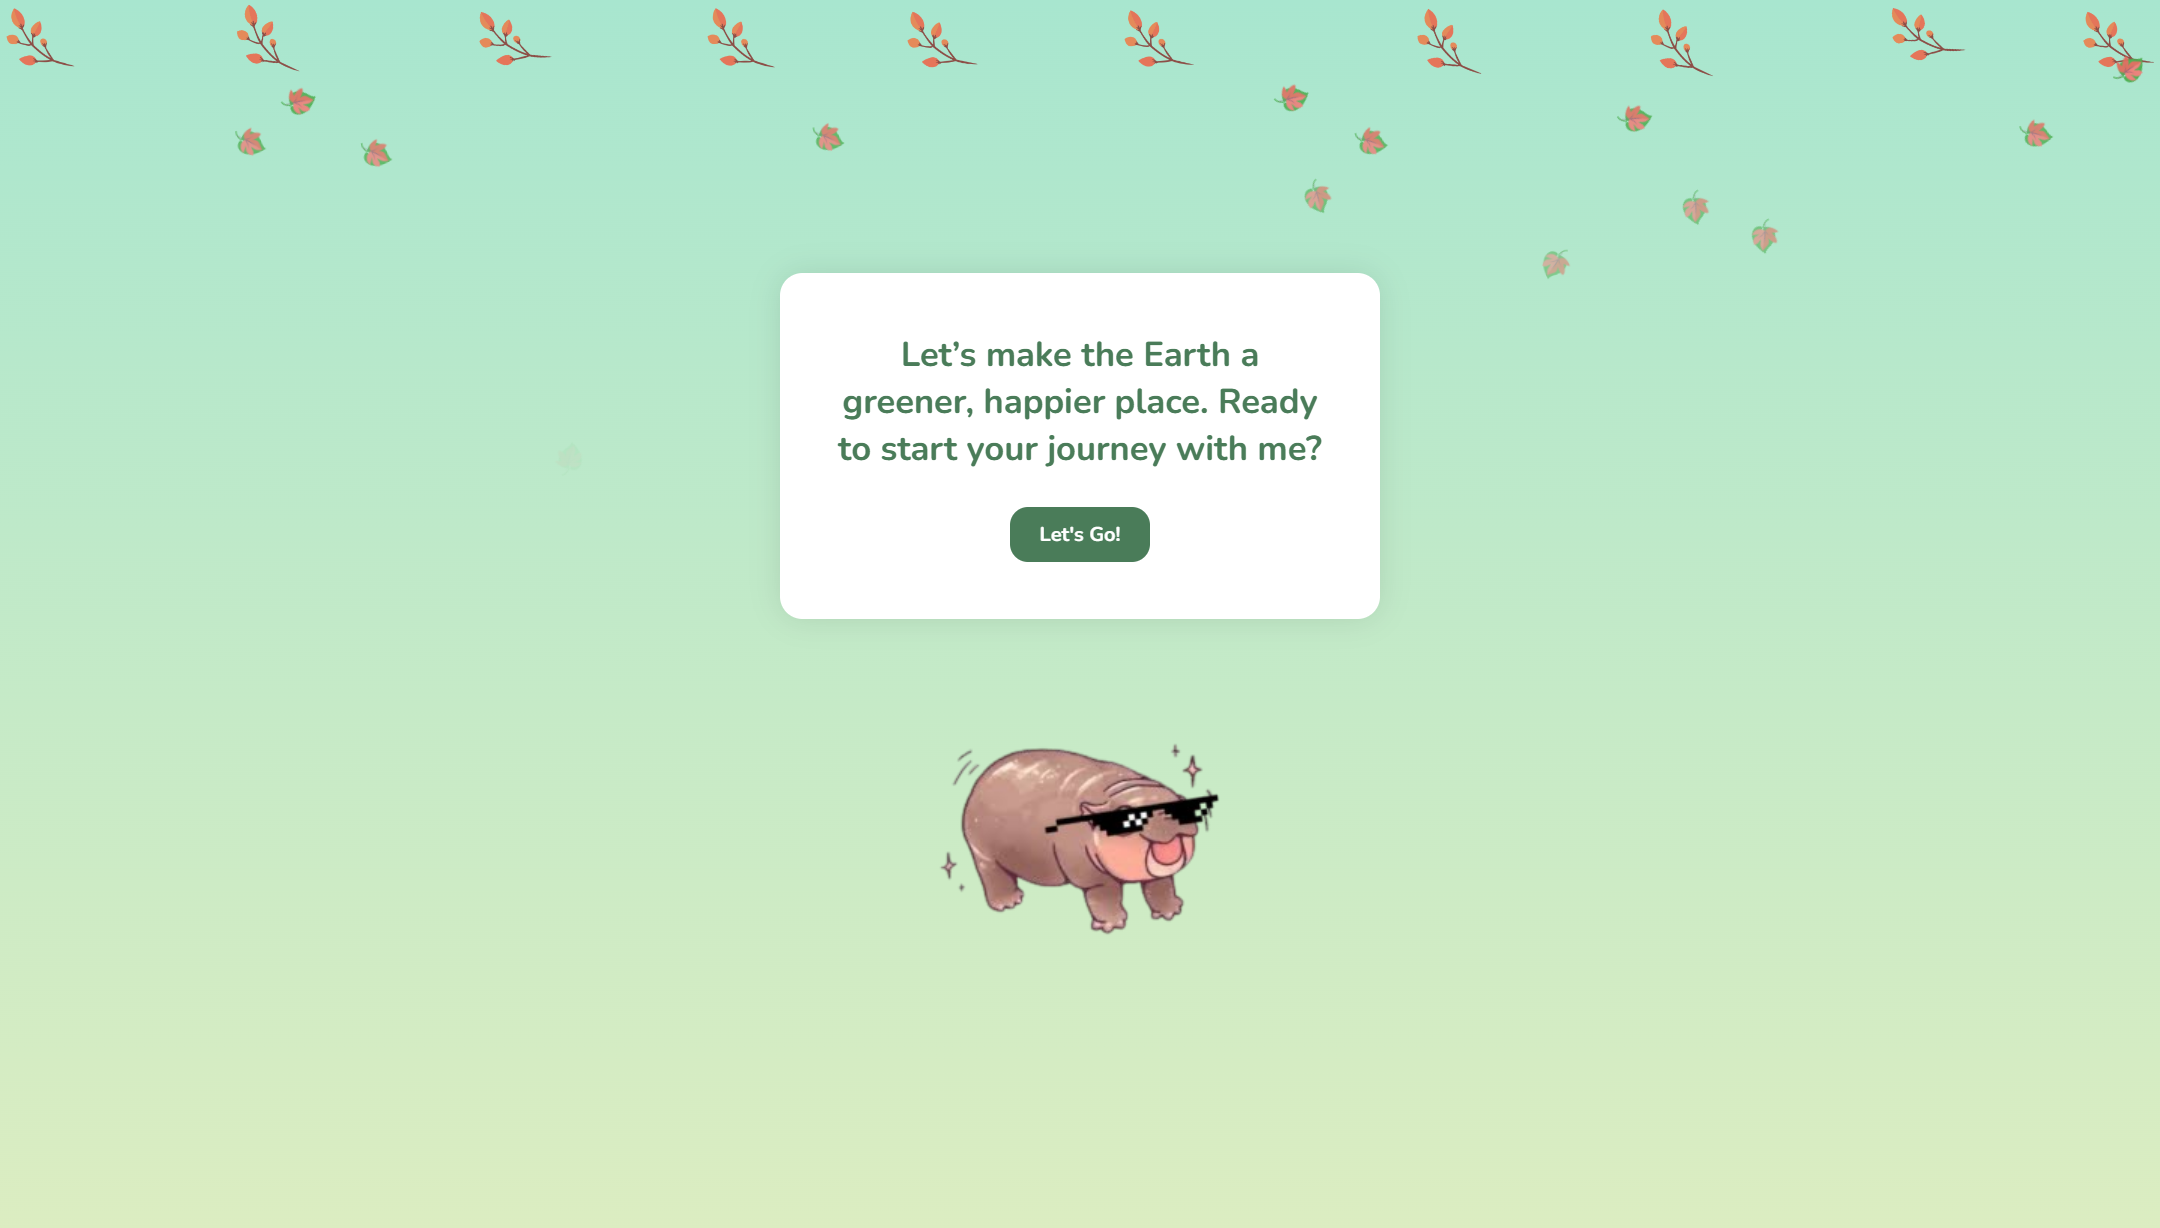 Let’s make the Earth a
greener, happier place. Ready
to start your journey with me?
Let's Go!